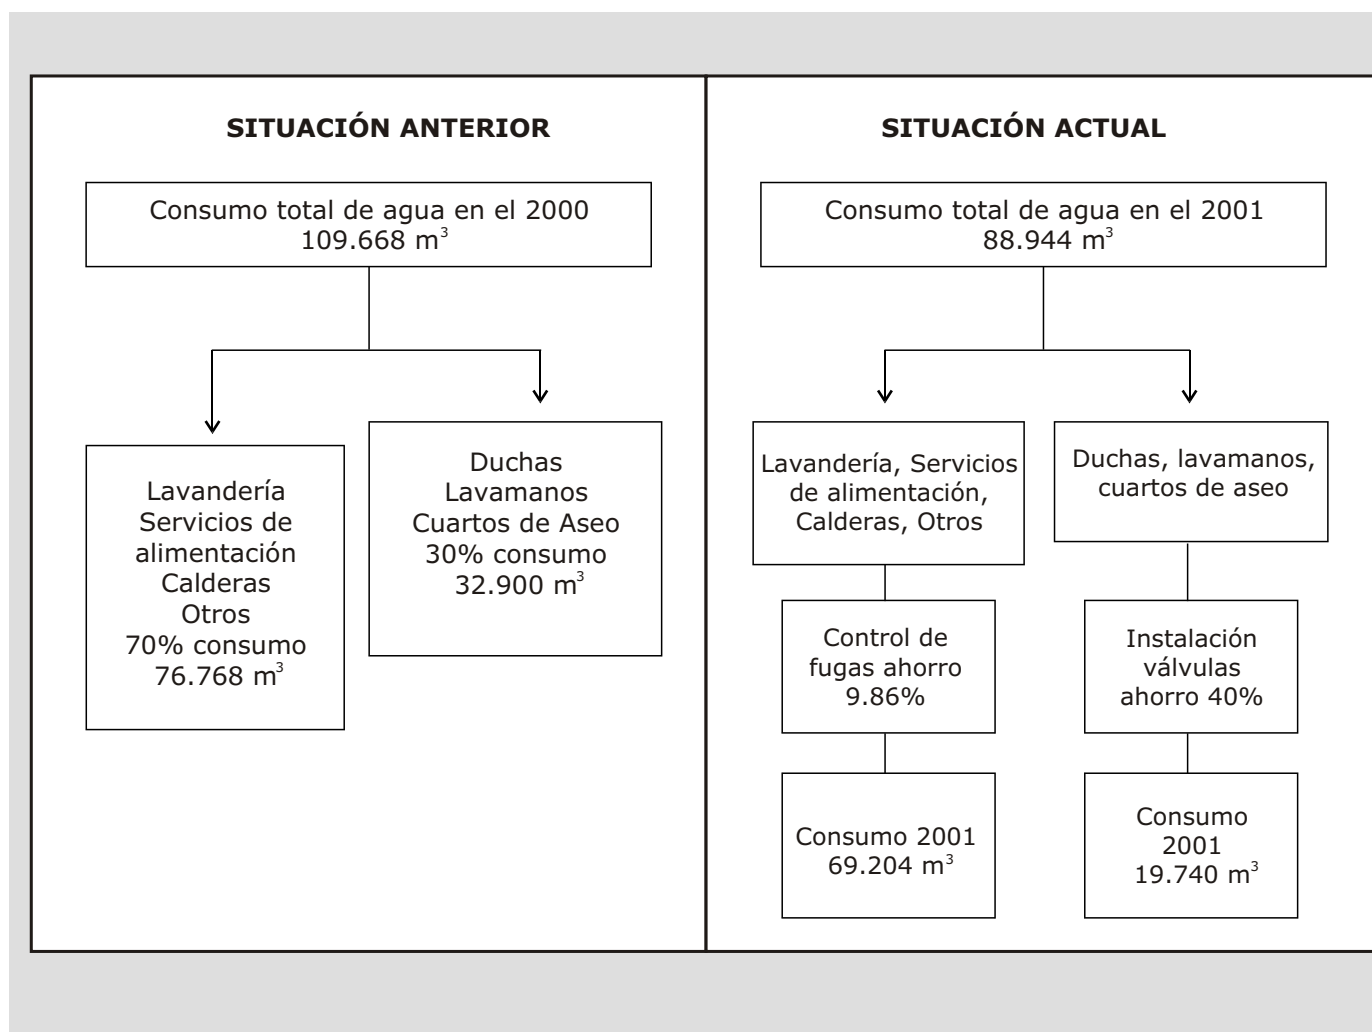 SITUACIÓN ANTERIOR
Consumo total de agua en el 2000
109.668 m³
Lavandería
Servicios de
alimentación
Calderas
Otros
70% consumo
76.768 m³
Duchas
Lavamanos
Cuartos de Aseo
30% consumo
32.900 m³
SITUACIÓN ACTUAL
Consumo total de agua en el 2001
88.944 m³
Lavandería, Servicios
de alimentación,
Calderas, Otros
Control de
fugas ahorro
9.86%
Consumo 2001
69.204 m³
Duchas, lavamanos,
cuartos de aseo
Instalación
válvulas
ahorro 40%
Consumo
2001
19.740 m³